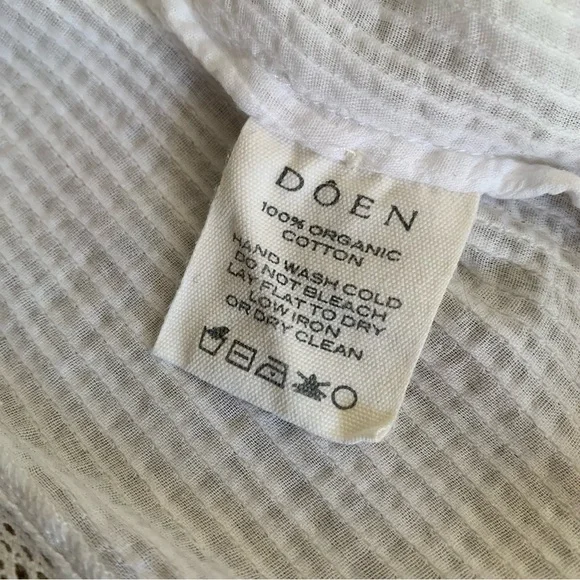 DÔEN
100% ORGANIC
COTTON
HAND WASH COLD
DO NOT BLEACH
LAY FLAT TO DRY
LOW IRON
OR DRY CLEAN